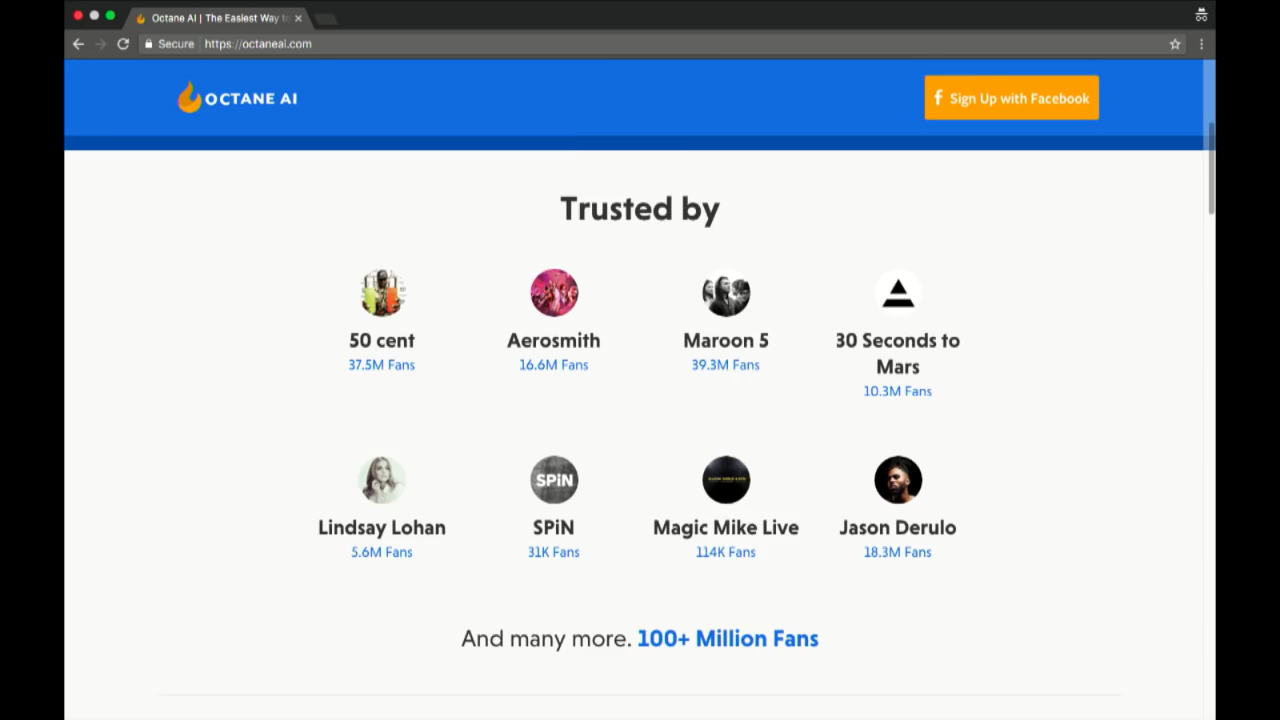 Octane AI | The Easiest Way to
Secure https://octaneai.com
OCTANE AI
Sign Up with Facebook
Trusted by
50 cent
37.5M Fans
Aerosmith
16.6M Fans
Maroon 5
39.3M Fans
30 Seconds to
Mars
10.3M Fans
Lindsay Lohan
5.6M Fans
SPiN
SPiN
31K Fans
Magic Mike Live
114K Fans
Jason Derulo
18.3M Fans
And many more. 100+ Million Fans